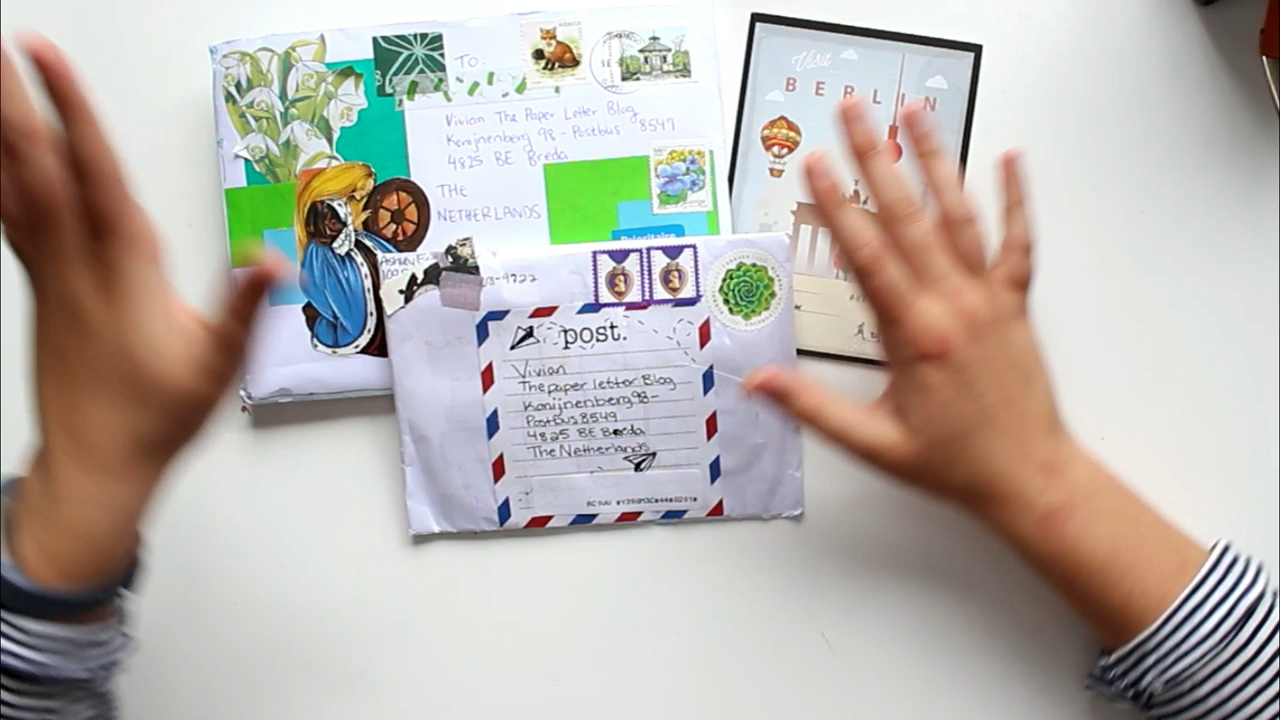 TO:
Vivian The Paper Letter Blog
Konijnenberg 98 - Postbus 8549
4825 BE Breda
THE
NETHERLANDS
Prioritaire
Visit
BERLIN
post.
Vivian
The paper letter Blog
Konijnenberg 98-
Postbus 8549
4825 BE Breda
The Netherlands